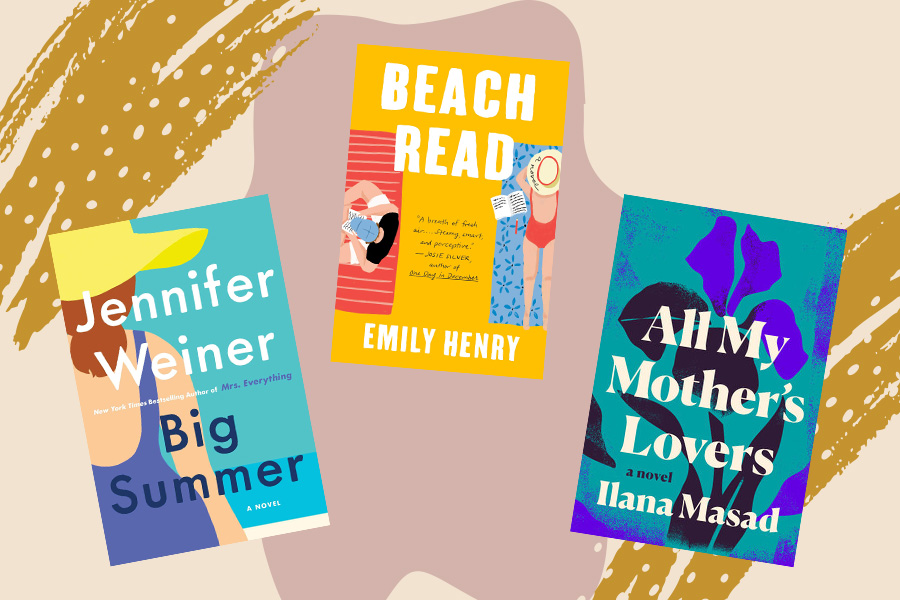 BEACH
READ
A novel
"A breath of fresh
air.... Steamy, smart,
and perceptive."
— JOSIE SILVER,
author of
One Day in December
EMILY HENRY
Jennifer
Weiner
New York Times Bestselling Author of Mrs. Everything
Big
Summer
A NOVEL
All My
Mother's
Lovers
a novel
Ilana Masad